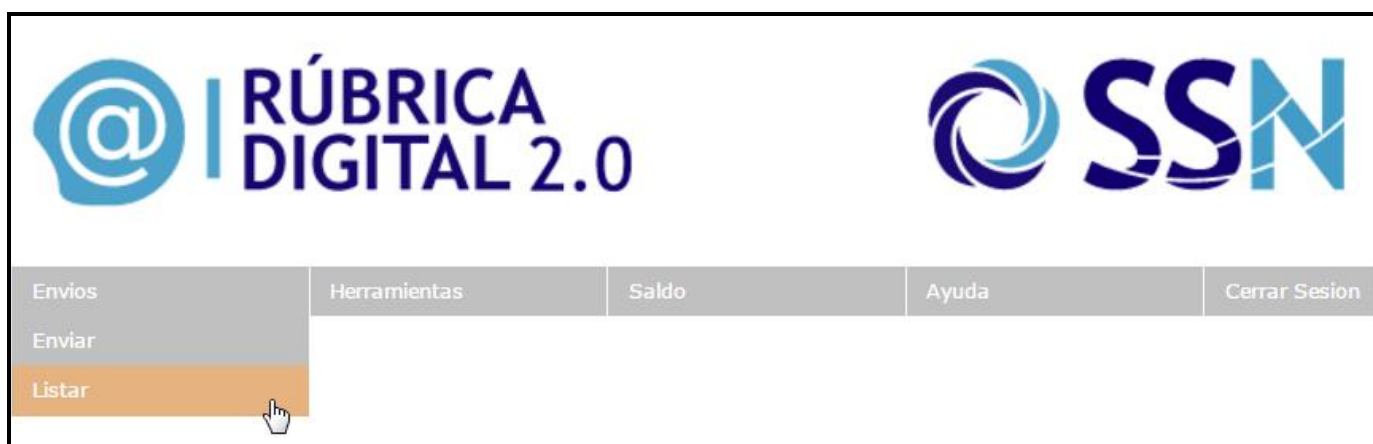 @ RÚBRICA
DIGITAL 2.0
SSN
Envios Herramientas Saldo Ayuda Cerrar Sesion
Enviar
Listar